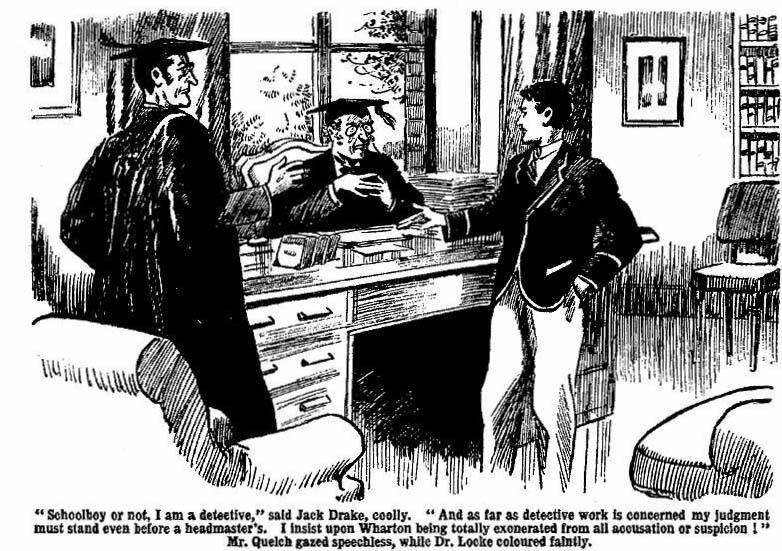 “ Schoolboy or not, I am a detective,” said Jack Drake, coolly. “ And as far as detective work is concerned my judgment
must stand even before a headmaster’s. I insist upon Wharton being totally exonerated from all accusation or suspicion ! ”
Mr. Quelch gazed speechless, while Dr. Locke coloured faintly.